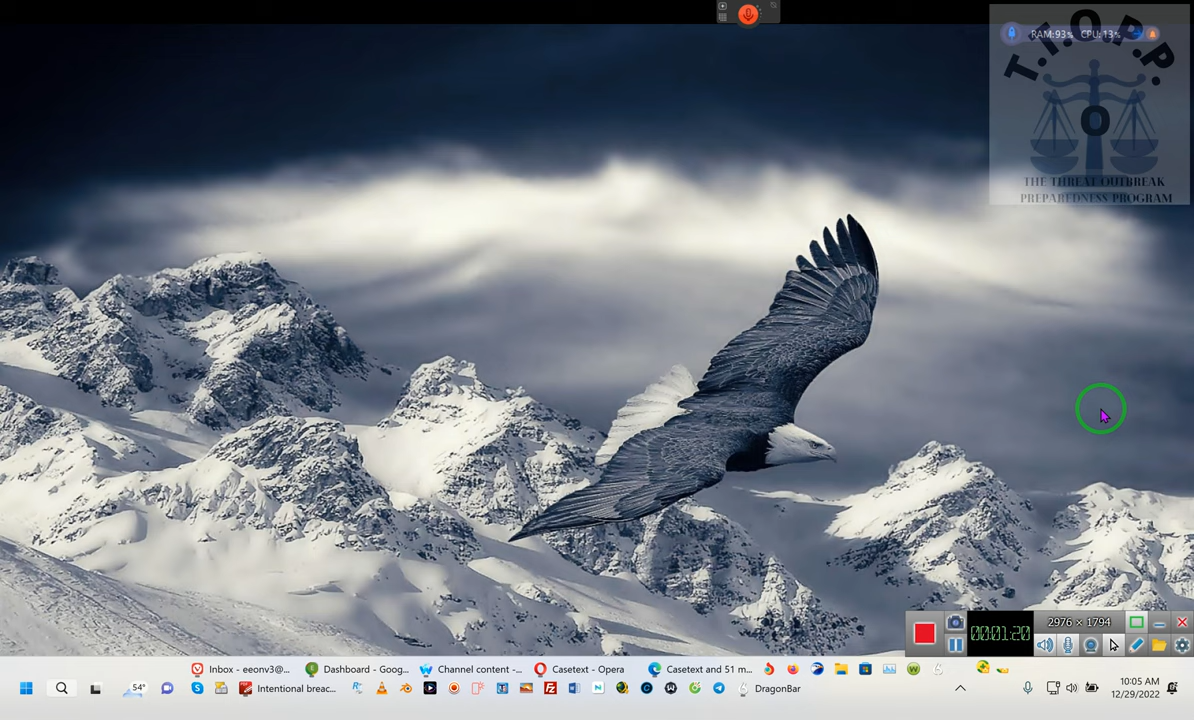 RAM:93% CPU:13%
T.T.O.P.P.
O
THE THREAT OUTBREAK
PREPAREDNESS PROGRAM
00:01:20
2976 × 1794
Inbox - eeonv3@...
Dashboard - Goog...
Channel content -...
Casetext - Opera
Casetext and 51 m...
54°
Intentional breac...
DragonBar
10:05 AM
12/29/2022